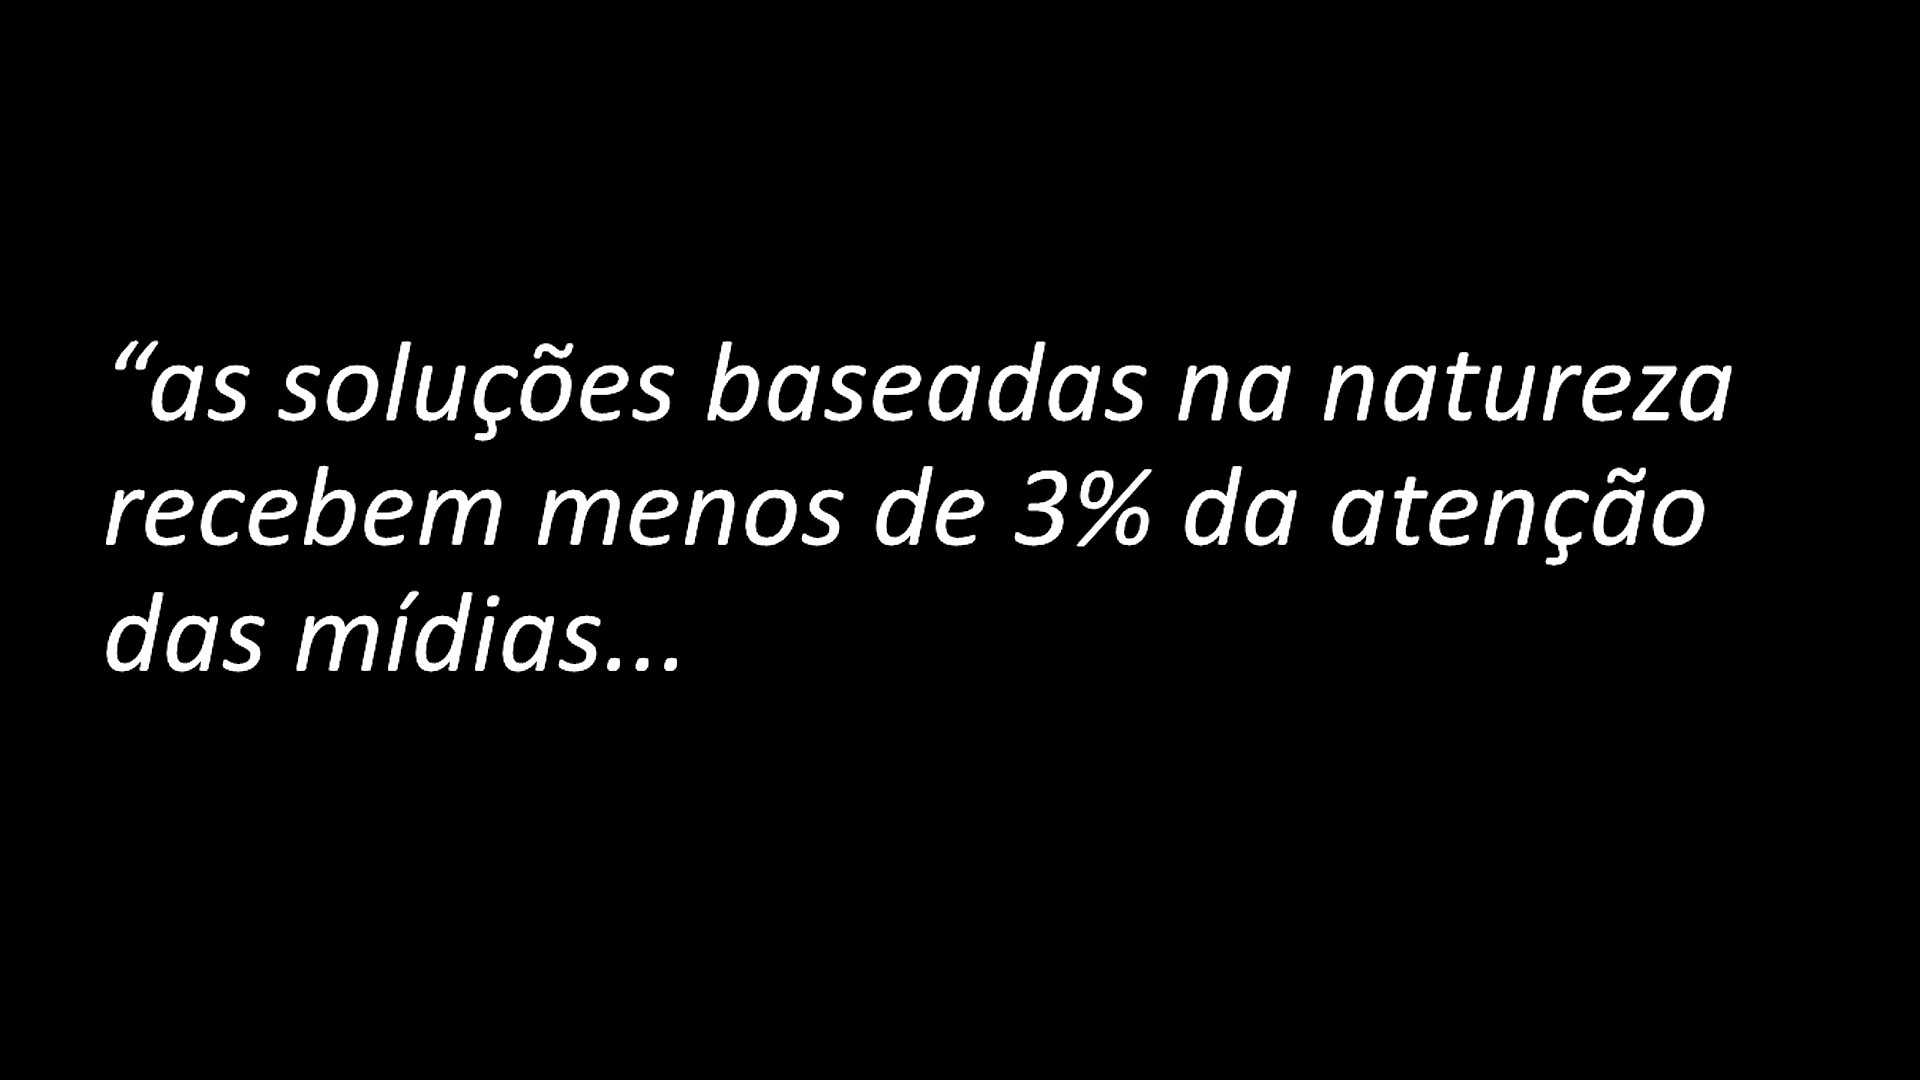 “as soluções baseadas na natureza
recebem menos de 3% da atenção
das mídias...